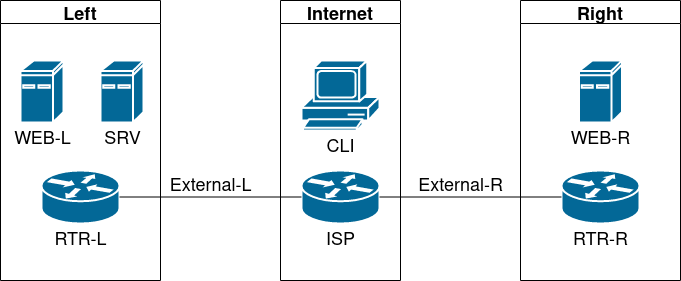 Left
Internet
Right
WEB-L
SRV
CLI
WEB-R
External-L
External-R
RTR-L
ISP
RTR-R